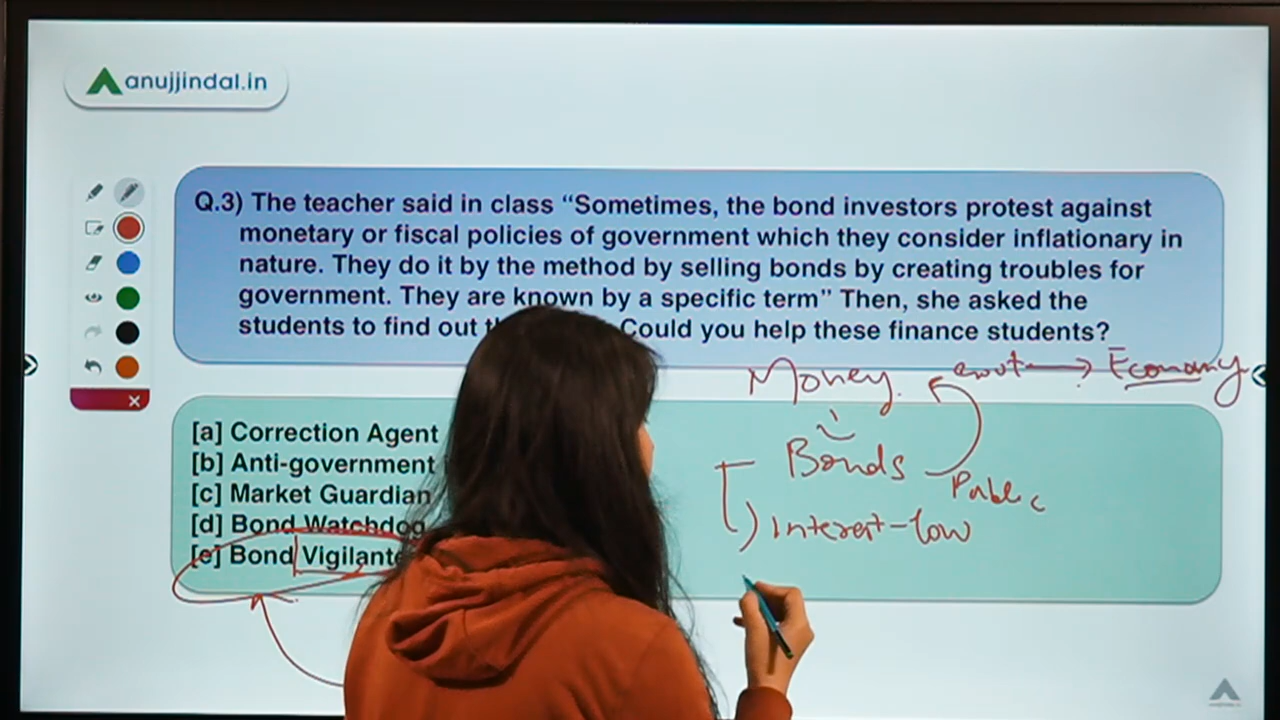 anujjindal.in
Q.3) The teacher said in class “Sometimes, the bond investors protest against
monetary or fiscal policies of government which they consider inflationary in
nature. They do it by the method by selling bonds by creating troubles for
government. They are known by a specific term” Then, she asked the
students to find out Could you help these finance students?
Money govt → Economy
[a] Correction Agent
[b] Anti-government
[c] Market Guardian
[d] Bond Watchdog
[e] Bond Vigilante
Bonds
Public
Interest-low